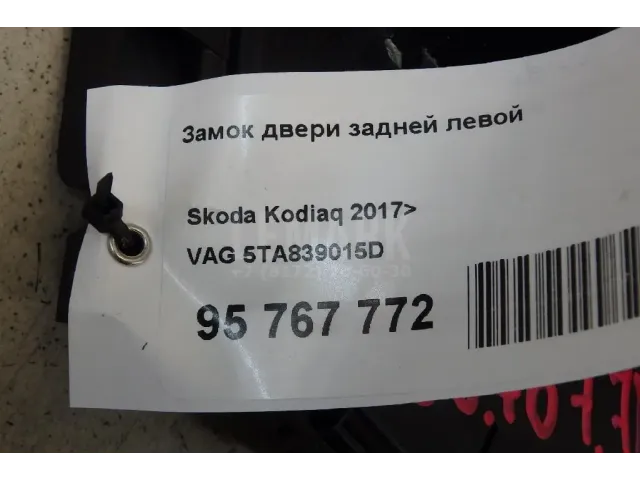 Замок двери задней левой
Skoda Kodiaq 2017>
VAG 5TA839015D
95 767 772